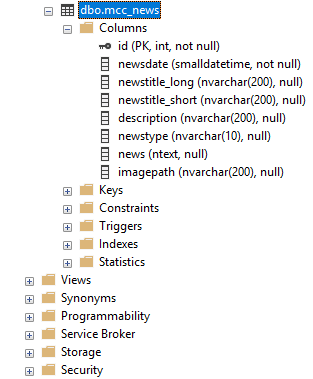 dbo.mcc_news
Columns
id (PK, int, not null)
newsdate (smalldatetime, not null)
newstitle_long (nvarchar(200), null)
newstitle_short (nvarchar(200), null)
description (nvarchar(200), null)
newstype (nvarchar(10), null)
news (ntext, null)
imagepath (nvarchar(200), null)
Keys
Constraints
Triggers
Indexes
Statistics
Views
Synonyms
Programmability
Service Broker
Storage
Security